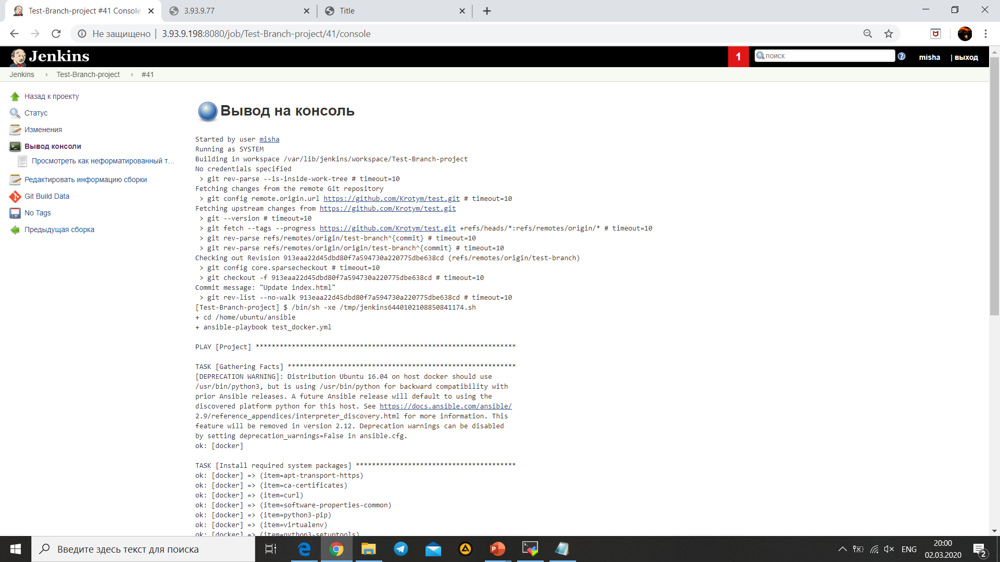 Test-Branch-project #41 Console
3.93.9.77
Title
Не защищено | 3.93.9.198:8080/job/Test-Branch-project/41/console
Jenkins
1
поиск
misha
| выход
Jenkins
Test-Branch-project
#41
Назад к проекту
Статус
Изменения
Вывод консоли
Просмотреть как неформатированный т...
Редактировать информацию сборки
Git Build Data
No Tags
Предыдущая сборка
Вывод на консоль
Started by user misha
Running as SYSTEM
Building in workspace /var/lib/jenkins/workspace/Test-Branch-project
No credentials specified
> git rev-parse --is-inside-work-tree # timeout=10
Fetching changes from the remote Git repository
> git config remote.origin.url https://github.com/Krotym/test.git # timeout=10
Fetching upstream changes from https://github.com/Krotym/test.git
> git --version # timeout=10
> git fetch --tags --progress https://github.com/Krotym/test.git +refs/heads/*:refs/remotes/origin/* # timeout=10
> git rev-parse refs/remotes/origin/test-branch^{commit} # timeout=10
> git rev-parse refs/remotes/origin/origin/test-branch^{commit} # timeout=10
Checking out Revision 913eaa22d45dbd80f7a594730a220775dbe638cd (refs/remotes/origin/test-branch)
> git config core.sparsecheckout # timeout=10
> git checkout -f 913eaa22d45dbd80f7a594730a220775dbe638cd # timeout=10
Commit message: "Update index.html"
> git rev-list --no-walk 913eaa22d45dbd80f7a594730a220775dbe638cd # timeout=10
[Test-Branch-project] $ /bin/sh -xe /tmp/jenkins6440102108850841174.sh
+ cd /home/ubuntu/ansible
+ ansible-playbook test_docker.yml
PLAY [Project] *****************************************************************
TASK [Gathering Facts] *********************************************************
[DEPRECATION WARNING]: Distribution Ubuntu 16.04 on host docker should use
/usr/bin/python3, but is using /usr/bin/python for backward compatibility with
prior Ansible releases. A future Ansible release will default to using the
discovered platform python for this host. See https://docs.ansible.com/ansible/
2.9/reference_appendices/interpreter_discovery.html for more information. This
feature will be removed in version 2.12. Deprecation warnings can be disabled
by setting deprecation_warnings=False in ansible.cfg.
ok: [docker]
TASK [Install required system packages] ****************************************
ok: [docker] => (item=apt-transport-https)
ok: [docker] => (item=ca-certificates)
ok: [docker] => (item=curl)
ok: [docker] => (item=software-properties-common)
ok: [docker] => (item=python3-pip)
ok: [docker] => (item=virtualenv)
ok: [docker] => (item=python3-setuptools)
Введите здесь текст для поиска
ENG
20:00
02.03.2020
2